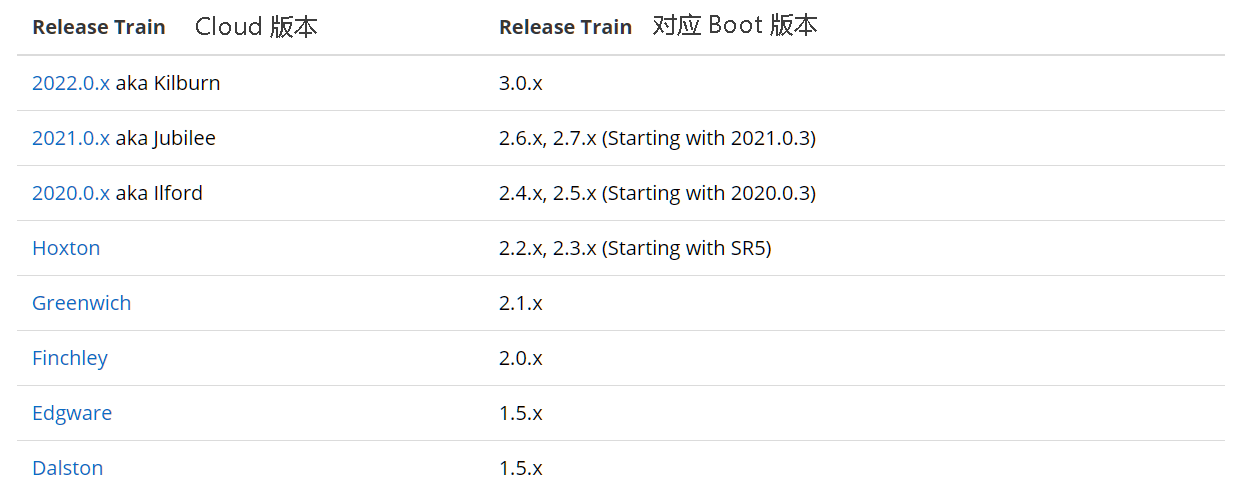 Release Train Cloud 版本 Release Train 对应 Boot 版本
2022.0.x aka Kilburn 3.0.x
2021.0.x aka Jubilee 2.6.x, 2.7.x (Starting with 2021.0.3)
2020.0.x aka Ilford 2.4.x, 2.5.x (Starting with 2020.0.3)
Hoxton 2.2.x, 2.3.x (Starting with SR5)
Greenwich 2.1.x
Finchley 2.0.x
Edgware 1.5.x
Dalston 1.5.x